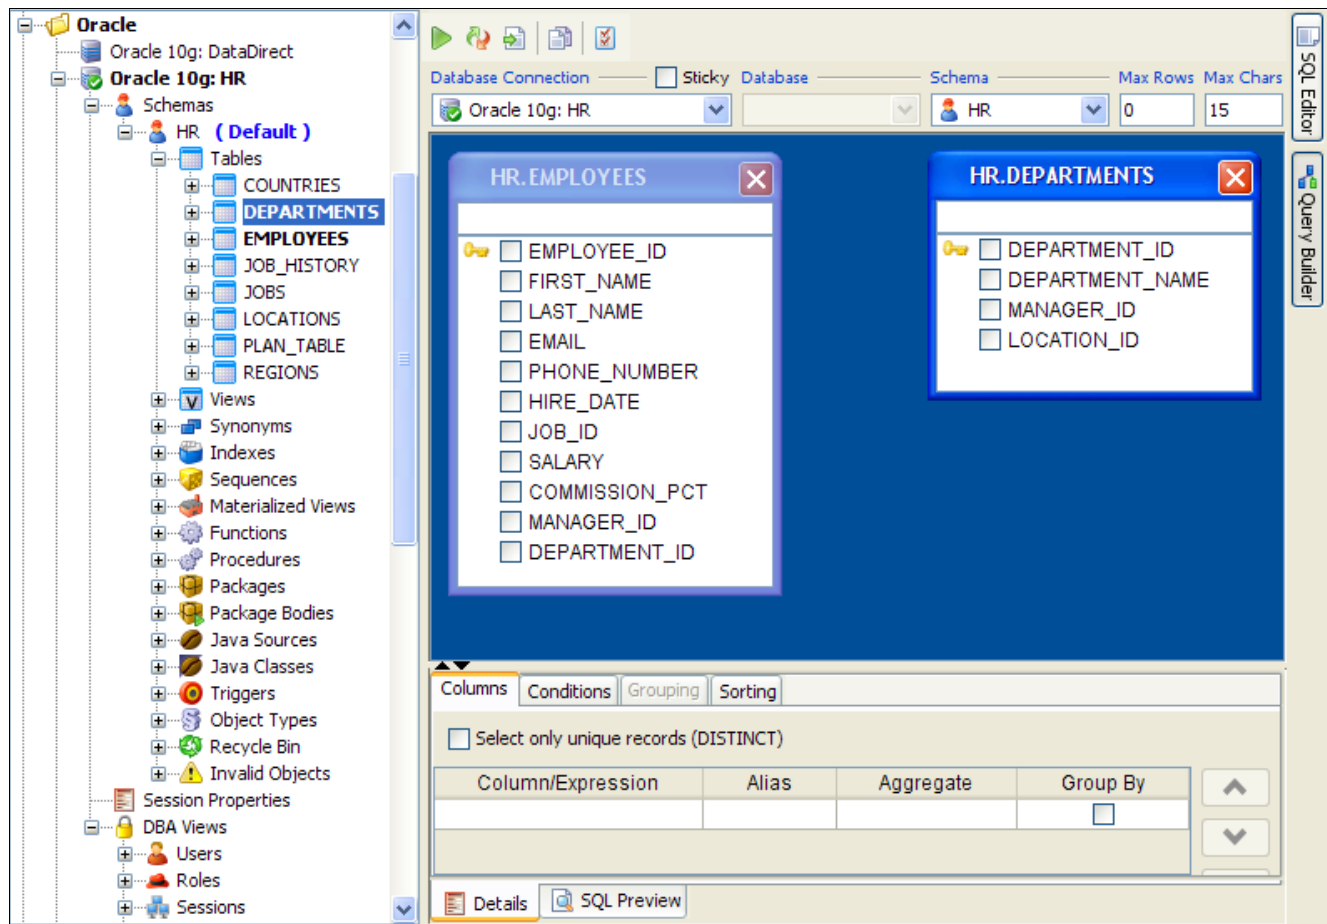 Oracle
Oracle 10g: DataDirect
Oracle 10g: HR
Schemas
HR ( Default )
Tables
COUNTRIES
DEPARTMENTS
EMPLOYEES
JOB_HISTORY
JOBS
LOCATIONS
PLAN_TABLE
REGIONS
Views
Synonyms
Indexes
Sequences
Materialized Views
Functions
Procedures
Packages
Package Bodies
Java Sources
Java Classes
Triggers
Object Types
Recycle Bin
Invalid Objects
Session Properties
DBA Views
Users
Roles
Sessions
Database Connection Sticky Database Schema Max Rows Max Chars
Oracle 10g: HR HR 0 15
HR.EMPLOYEES
EMPLOYEE_ID
FIRST_NAME
LAST_NAME
EMAIL
PHONE_NUMBER
HIRE_DATE
JOB_ID
SALARY
COMMISSION_PCT
MANAGER_ID
DEPARTMENT_ID
HR.DEPARTMENTS
DEPARTMENT_ID
DEPARTMENT_NAME
MANAGER_ID
LOCATION_ID
Columns Conditions Grouping Sorting
Select only unique records (DISTINCT)
Column/Expression Alias Aggregate Group By
Details SQL Preview
SQL Editor
Query Builder